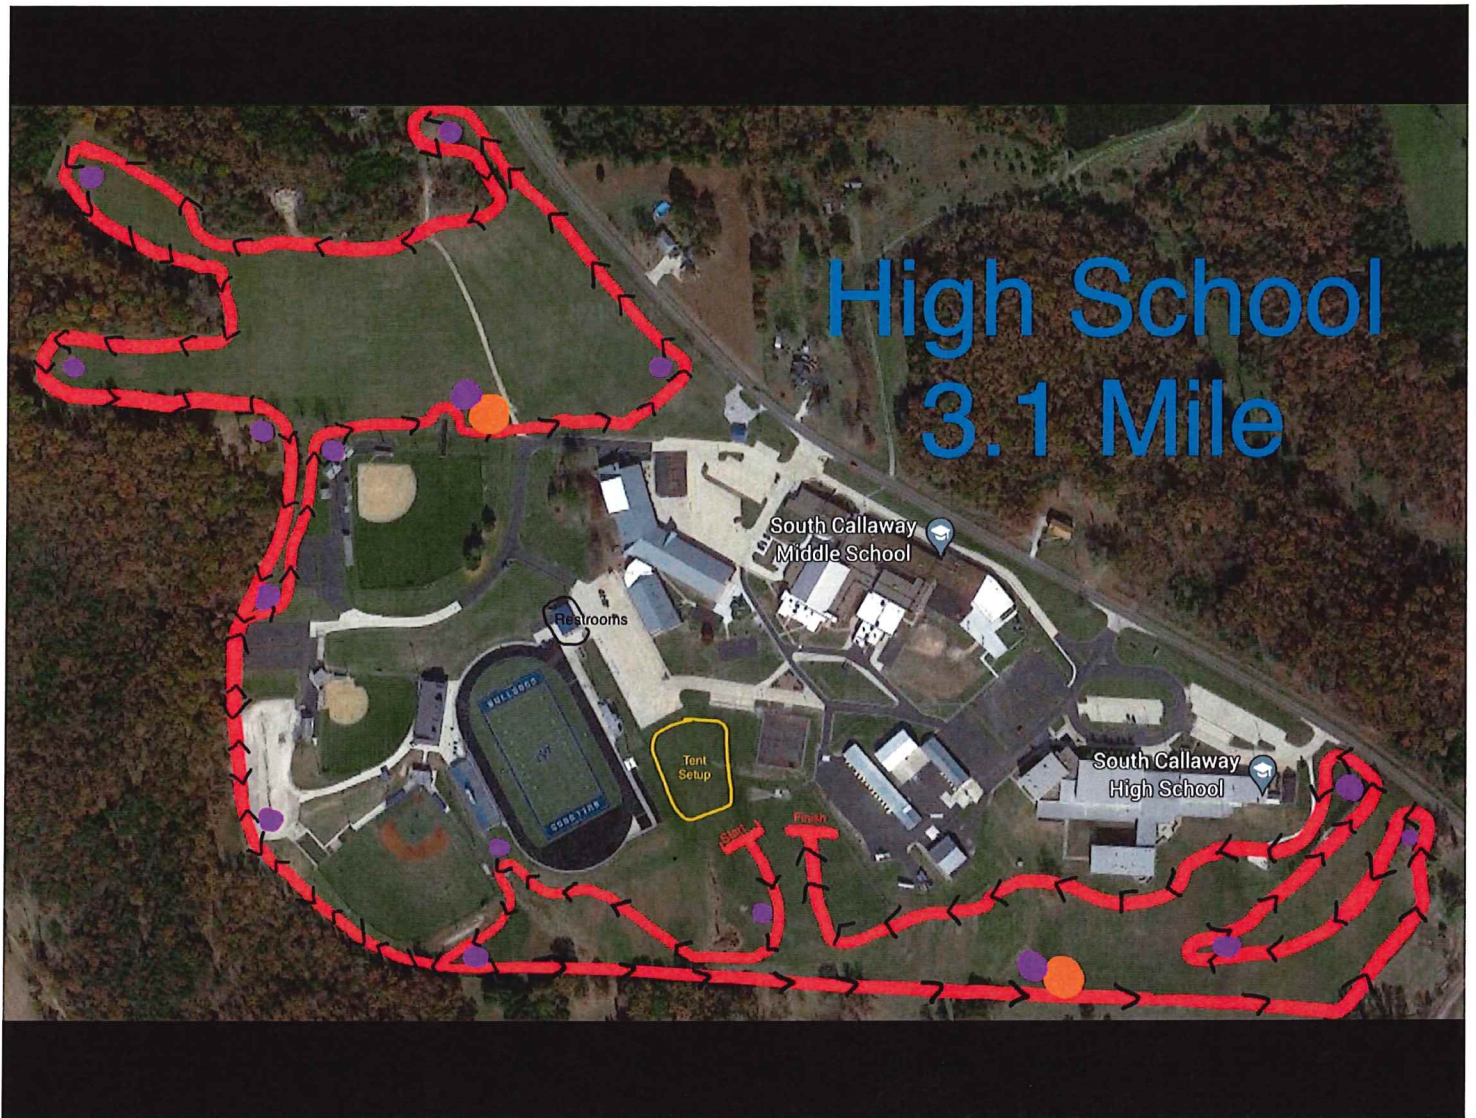 High School
3.1 Mile
South Callaway
Middle School
Restrooms
Tent
Setup
South Callaway
High School
Start
Finish
BULLDOGS